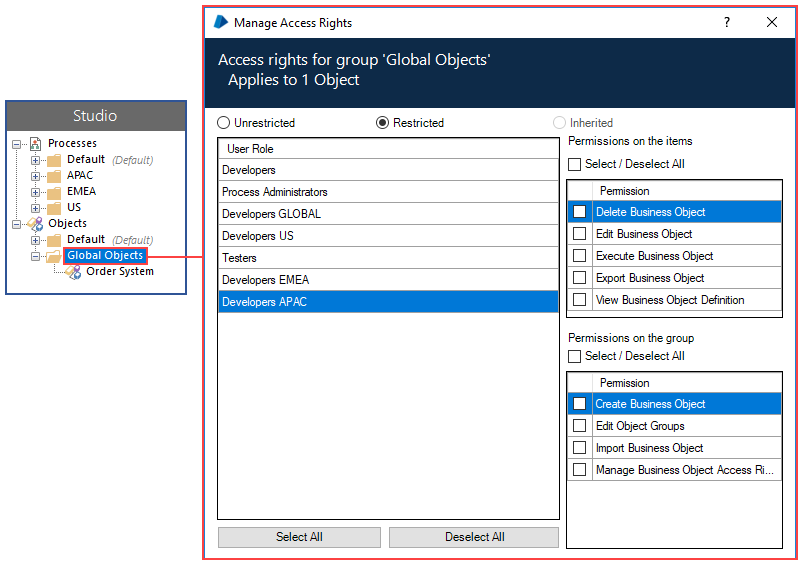 Studio
Processes
Default (Default)
APAC
EMEA
US
Objects
Default (Default)
Global Objects
Order System
Manage Access Rights
?
Access rights for group 'Global Objects'
Applies to 1 Object
Unrestricted
Restricted
Inherited
User Role
Developers
Process Administrators
Developers GLOBAL
Developers US
Testers
Developers EMEA
Developers APAC
Select All
Deselect All
Permissions on the items
Select / Deselect All
Permission
Delete Business Object
Edit Business Object
Execute Business Object
Export Business Object
View Business Object Definition
Permissions on the group
Select / Deselect All
Permission
Create Business Object
Edit Object Groups
Import Business Object
Manage Business Object Access Ri...